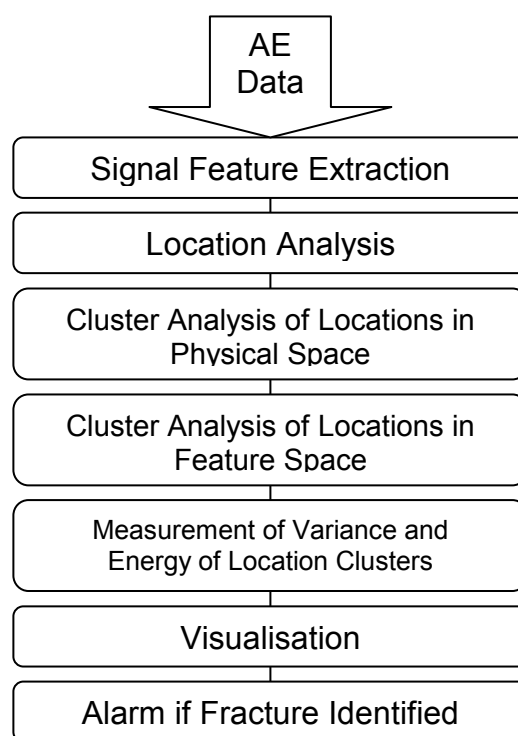 AE
Data
Signal Feature Extraction
Location Analysis
Cluster Analysis of Locations in
Physical Space
Cluster Analysis of Locations in
Feature Space
Measurement of Variance and
Energy of Location Clusters
Visualisation
Alarm if Fracture Identified